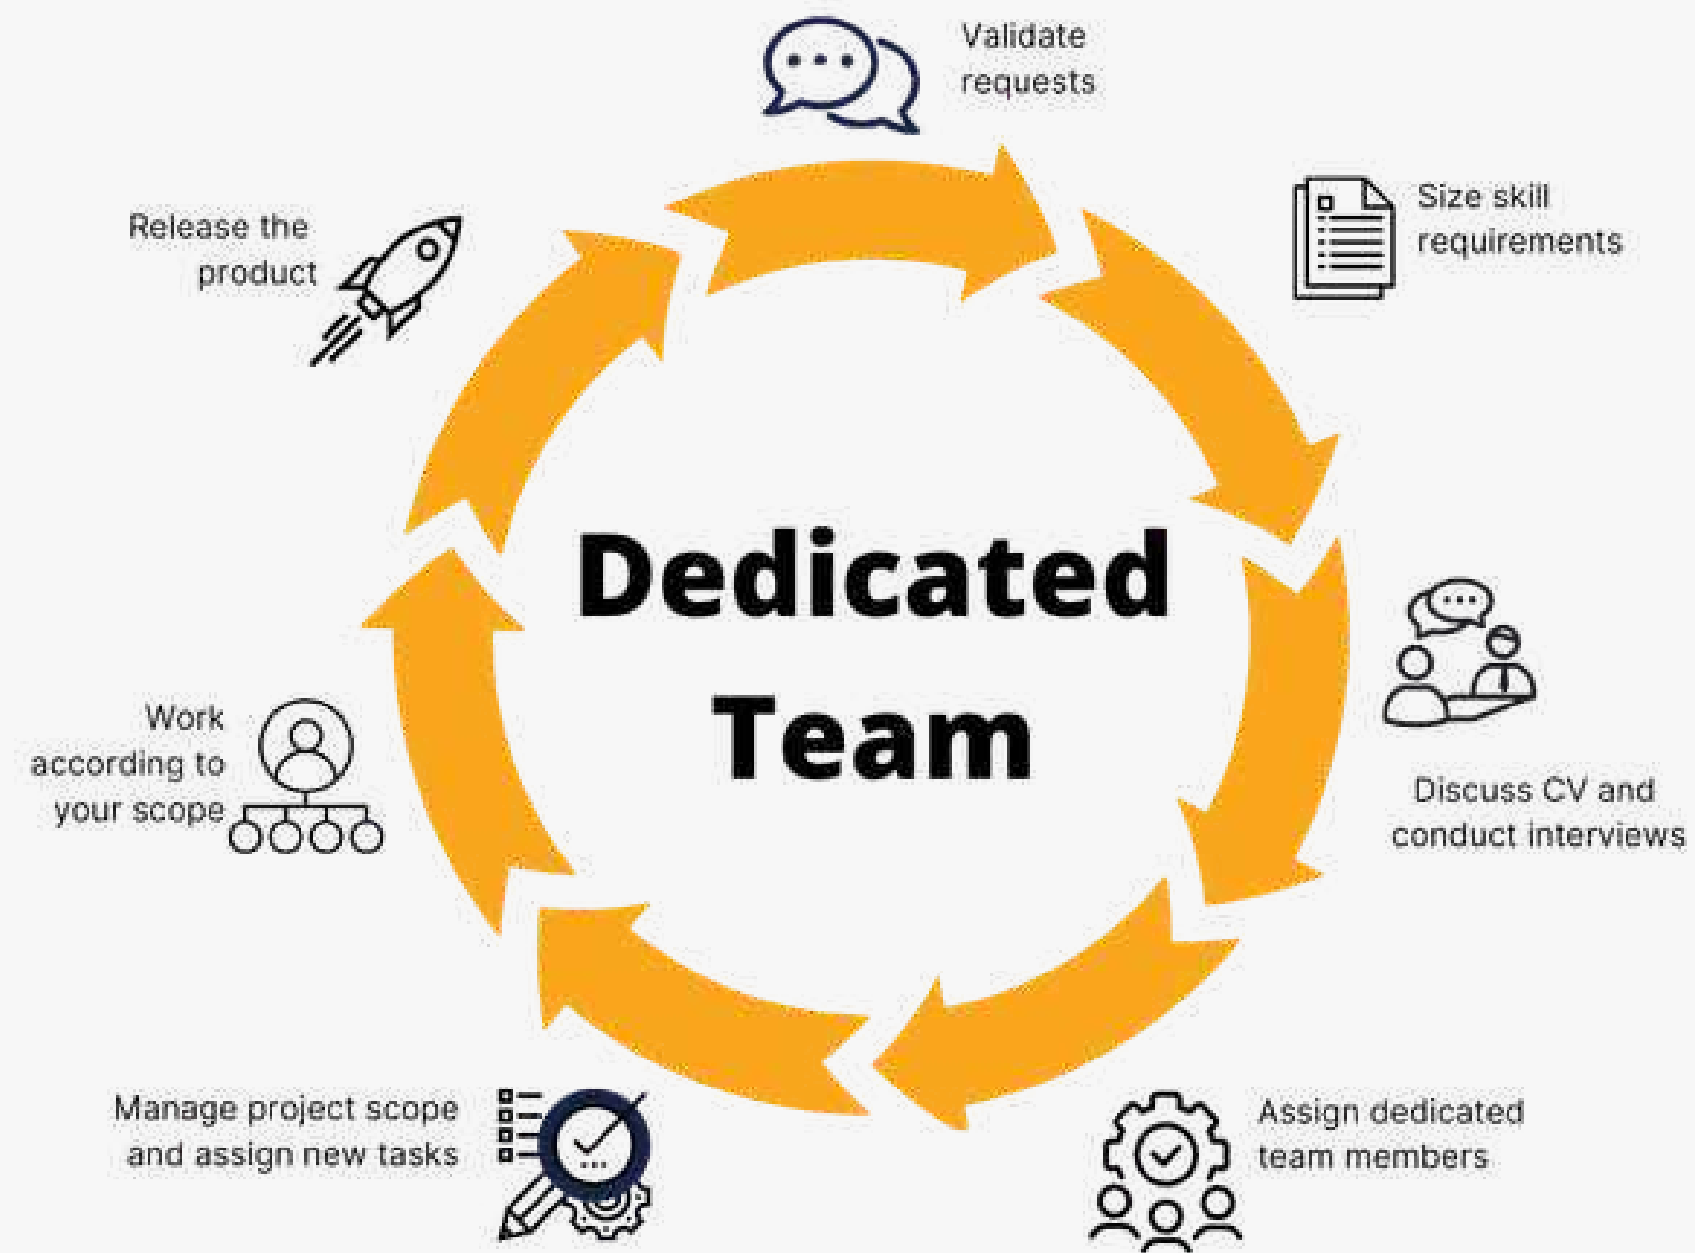 Validate
requests
Size skill
requirements
Discuss CV and
conduct interviews
Assign dedicated
team members
Manage project scope
and assign new tasks
Work
according to
your scope
Release the
product
Dedicated
Team